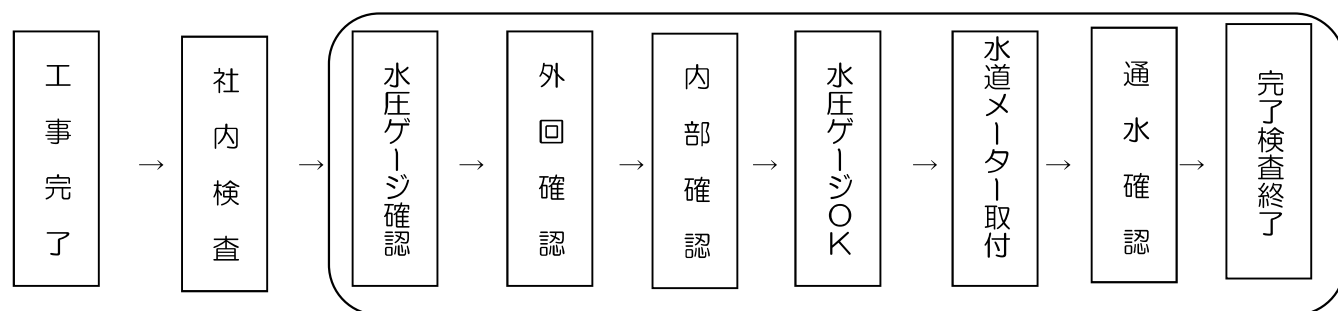 工事完了
→
社内検査
→
水圧ゲージ確認
→
外回確認
→
内部確認
→
水圧ゲージOK
→
水道メーター取付
→
通水確認
→
完了検査終了